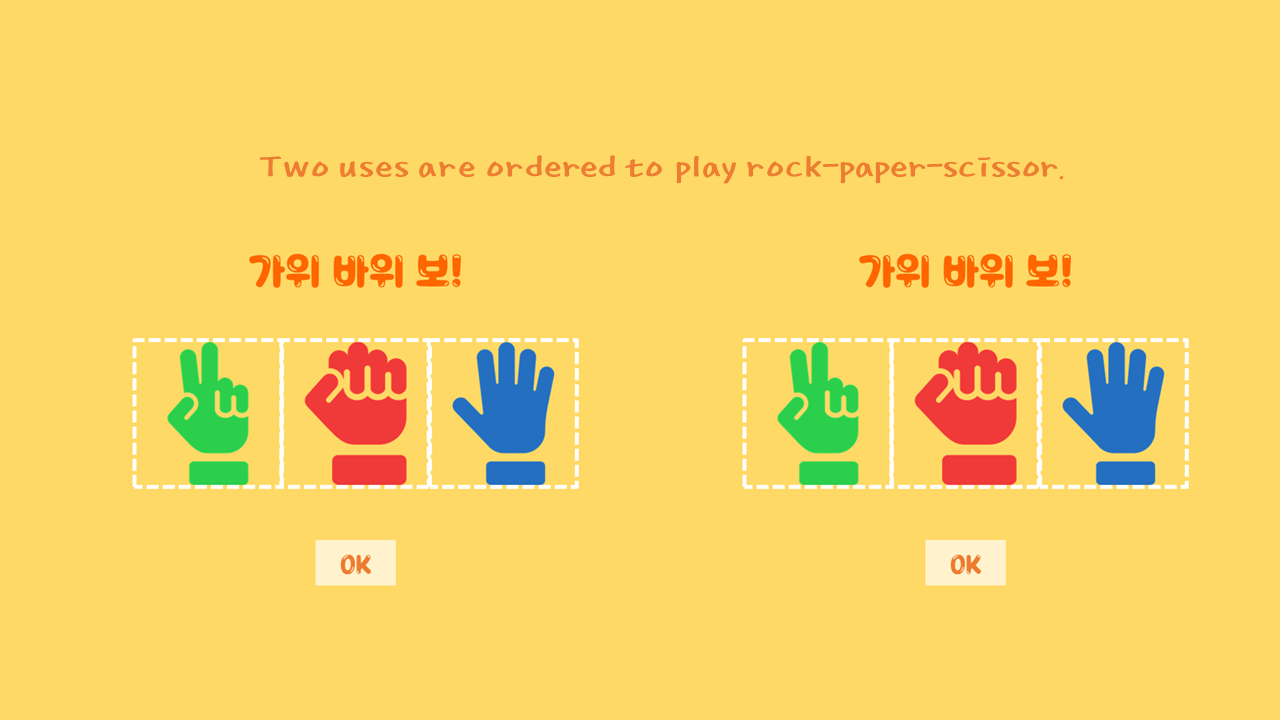 Two uses are ordered to play rock-paper-scissor.
가위 바위 보!
가위 바위 보!
OK
OK